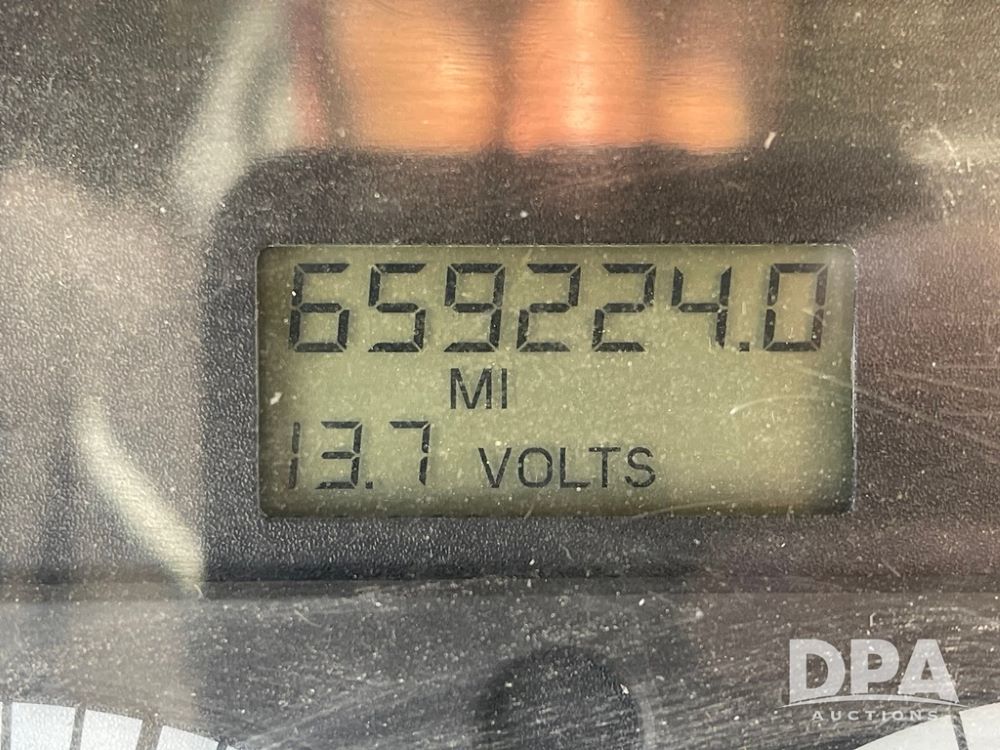 659224.0
MI
13.7 VOLTS
DPA
AUCTIONS